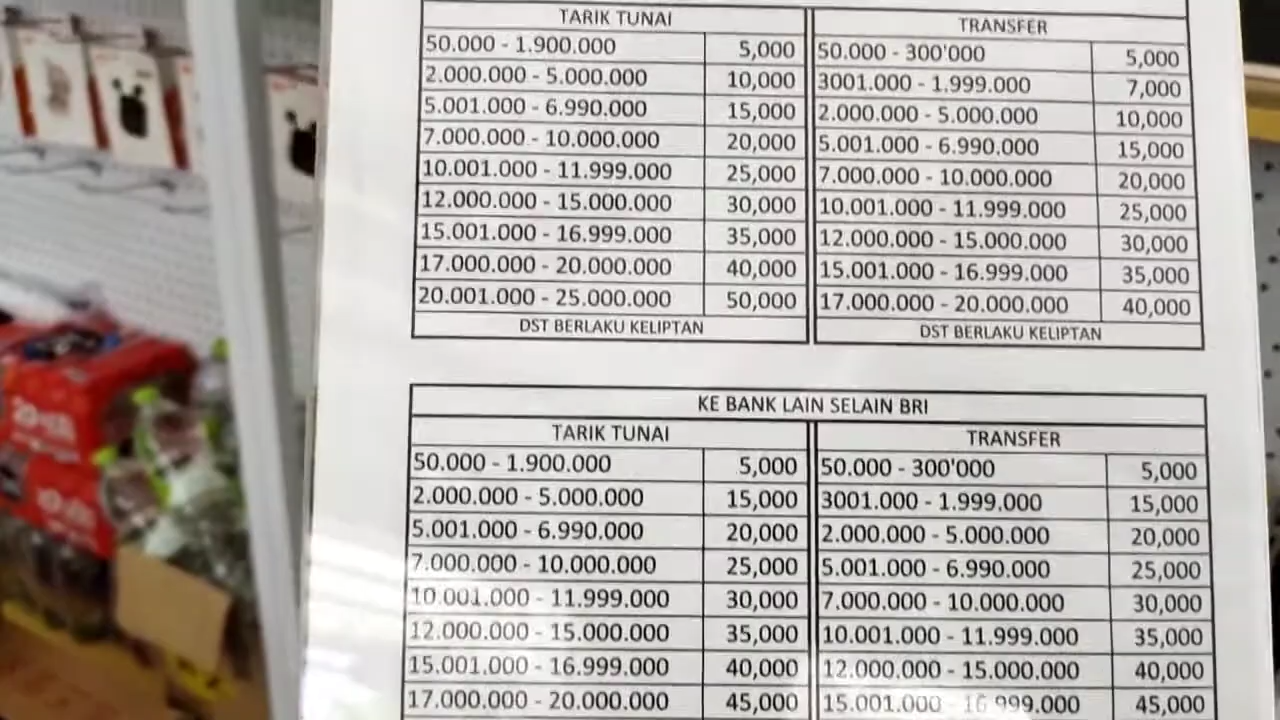 TARIK TUNAI TRANSFER
50.000 - 1.900.000 5,000 50.000 - 300'000 5,000
2.000.000 - 5.000.000 10,000 3001.000 - 1.999.000 7,000
5.001.000 - 6.990.000 15,000 2.000.000 - 5.000.000 10,000
7.000.000 - 10.000.000 20,000 5.001.000 - 6.990.000 15,000
10.001.000 - 11.999.000 25,000 7.000.000 - 10.000.000 20,000
12.000.000 - 15.000.000 30,000 10.001.000 - 11.999.000 25,000
15.001.000 - 16.999.000 35,000 12.000.000 - 15.000.000 30,000
17.000.000 - 20.000.000 40,000 15.001.000 - 16.999.000 35,000
20.001.000 - 25.000.000 50,000 17.000.000 - 20.000.000 40,000
DST BERLAKU KELIPTAN DST BERLAKU KELIPTAN
KE BANK LAIN SELAIN BRI
TARIK TUNAI TRANSFER
50.000 - 1.900.000 5,000 50.000 - 300'000 5,000
2.000.000 - 5.000.000 15,000 3001.000 - 1.999.000 15,000
5.001.000 - 6.990.000 20,000 2.000.000 - 5.000.000 20,000
7.000.000 - 10.000.000 25,000 5.001.000 - 6.990.000 25,000
10.001.000 - 11.999.000 30,000 7.000.000 - 10.000.000 30,000
12.000.000 - 15.000.000 35,000 10.001.000 - 11.999.000 35,000
15.001.000 - 16.999.000 40,000 12.000.000 - 15.000.000 40,000
17.000.000 - 20.000.000 45,000 15.001.000 - 16.999.000 45,000